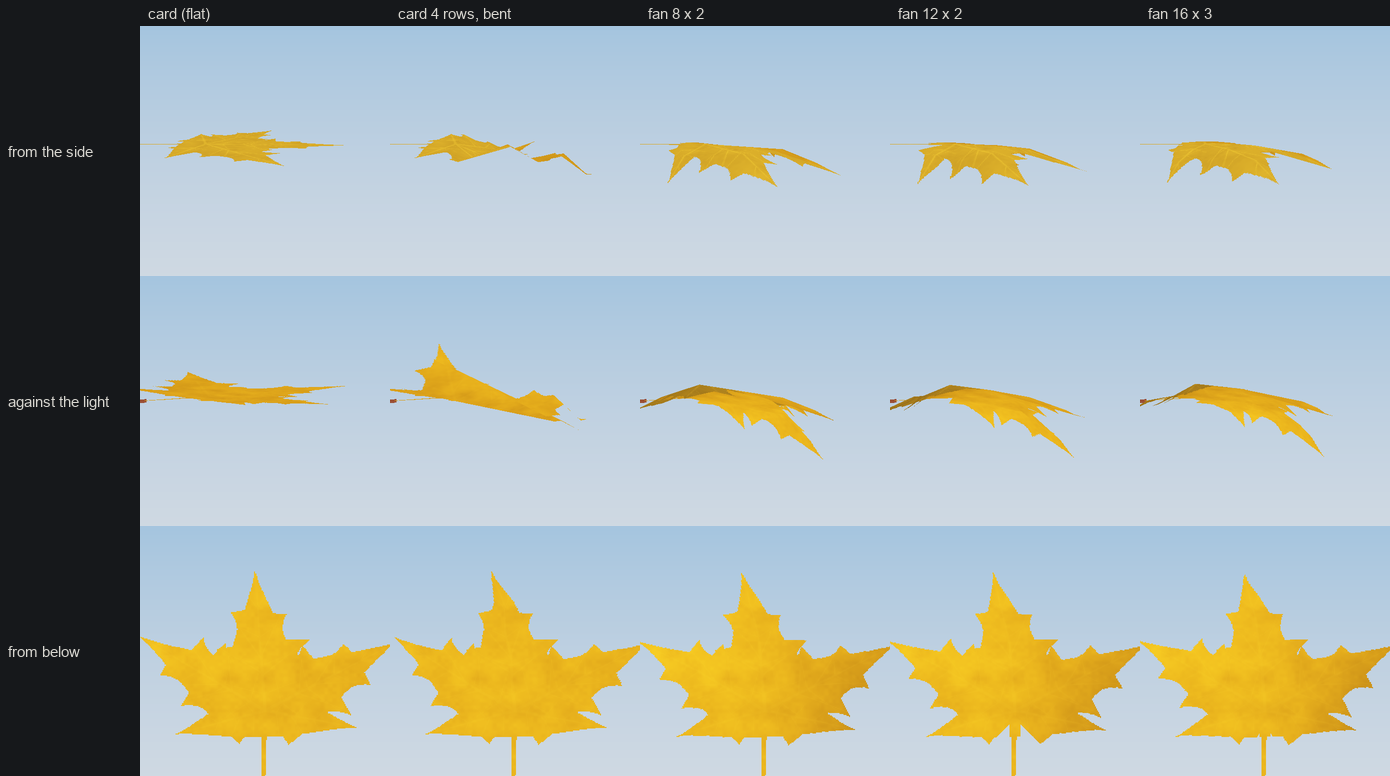 card (flat)
card 4 rows, bent
fan 8 x 2
fan 12 x 2
fan 16 x 3
from the side
against the light
from below